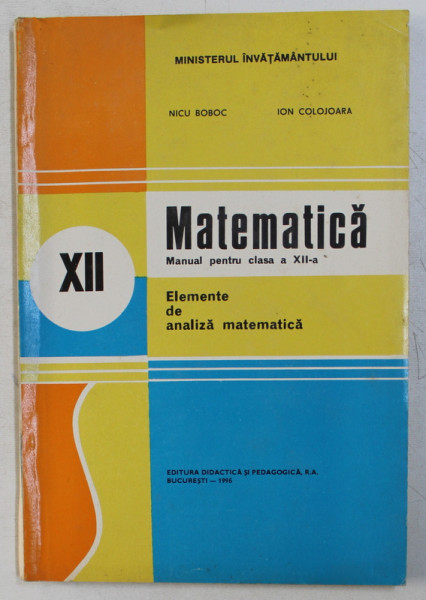 MINISTERUL ÎNVĂȚĂMÂNTULUI
NICU BOBOC ION COLOJOARA
XII
Matematică
Manual pentru clasa a XII-a
Elemente
de
analiză matematică
EDITURA DIDACTICĂ ȘI PEDAGOGICĂ, R.A.
BUCUREȘTI — 1996